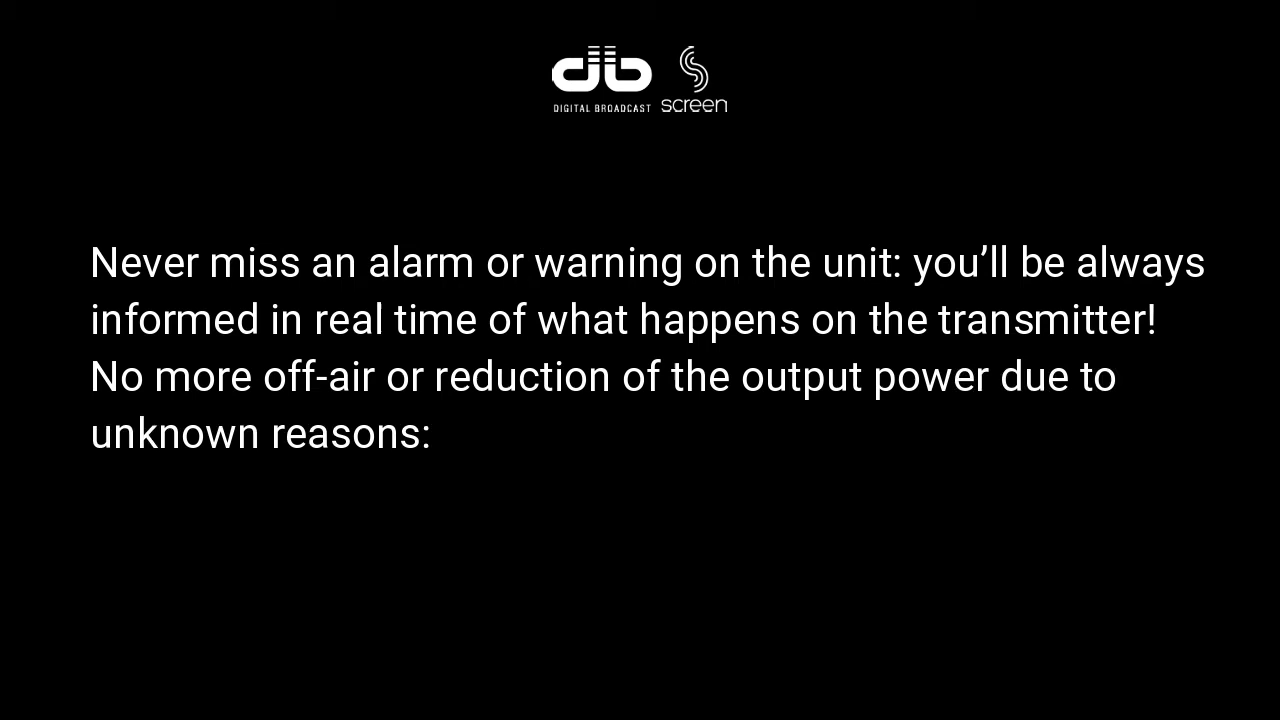 db
DIGITAL BROADCAST screen
Never miss an alarm or warning on the unit: you’ll be always
informed in real time of what happens on the transmitter!
No more off-air or reduction of the output power due to
unknown reasons: